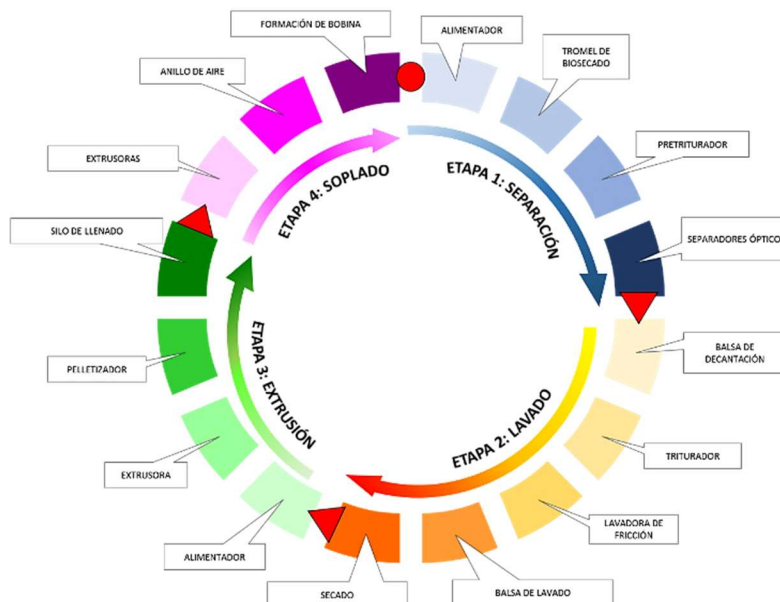 FORMACIÓN DE BOBINA
ALIMENTADOR
TROMEL DE
BIOSECADO
ANILLO DE AIRE
PRETRITURADOR
EXTRUSORAS
SILO DE LLENADO
SEPARADORES ÓPTICO
ETAPA 4: SOPLADO
ETAPA 1: SEPARACIÓN
ETAPA 3: EXTRUSIÓN
ETAPA 2: LAVADO
BALSA DE
DECANTACIÓN
PELLETIZADOR
TRITURADOR
EXTRUSORA
LAVADORA DE
FRICCIÓN
ALIMENTADOR
SECADO
BALSA DE LAVADO